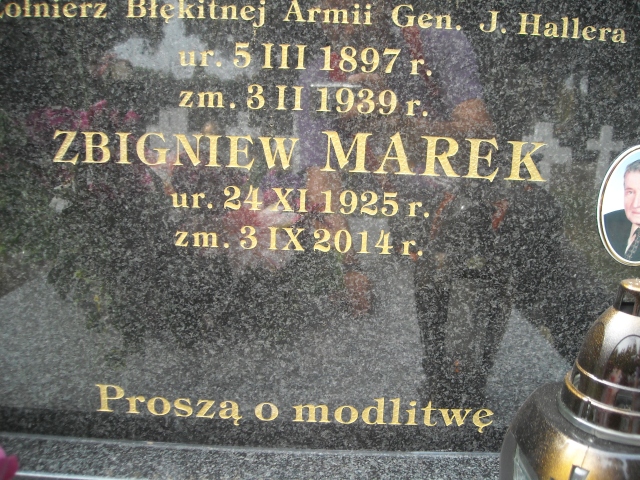 Żołnierz Błękitnej Armii Gen. J. Hallera
ur. 5 III 1897 r.
zm. 3 II 1939 r.
ZBIGNIEW MAREK
ur. 24 XI 1925 r.
zm. 3 IX 2014 r.
Proszą o modlitwę